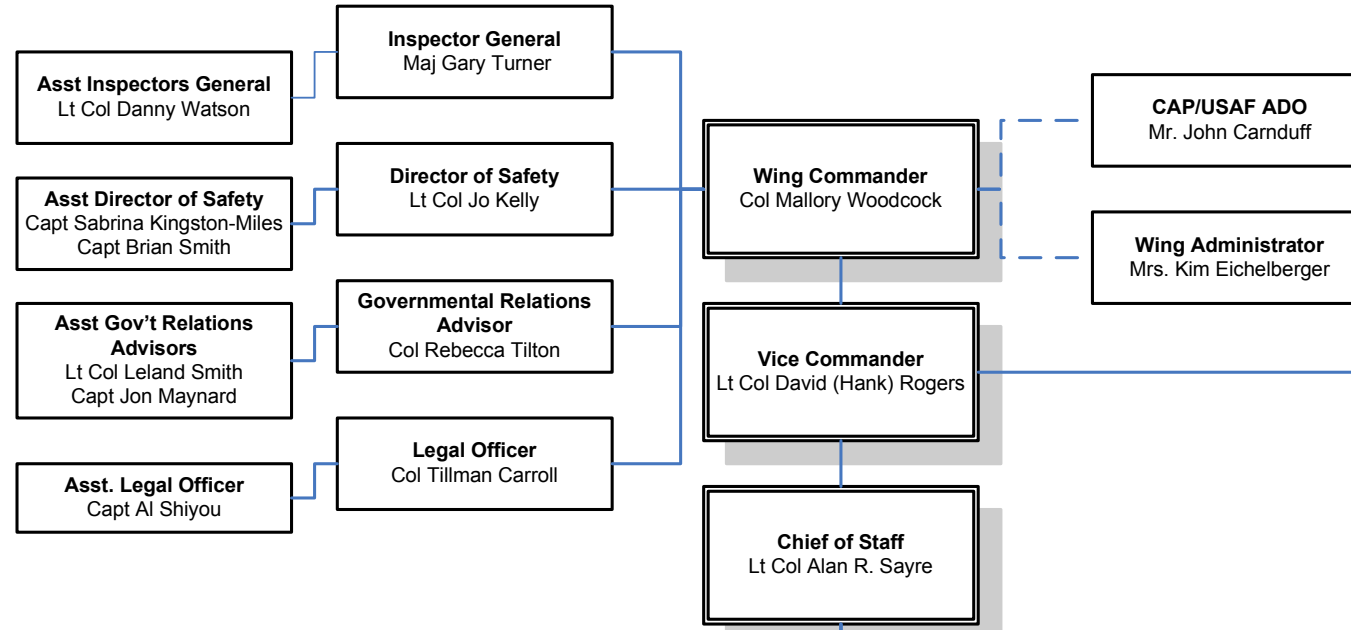 Inspector General
Maj Gary Turner
Asst Inspectors General
Lt Col Danny Watson
Director of Safety
Lt Col Jo Kelly
Asst Director of Safety
Capt Sabrina Kingston-Miles
Capt Brian Smith
Governmental Relations
Advisor
Col Rebecca Tilton
Asst Gov't Relations
Advisors
Lt Col Leland Smith
Capt Jon Maynard
Legal Officer
Col Tillman Carroll
Asst. Legal Officer
Capt Al Shiyou
Wing Commander
Col Mallory Woodcock
Vice Commander
Lt Col David (Hank) Rogers
Chief of Staff
Lt Col Alan R. Sayre
CAP/USAF ADO
Mr. John Carnduff
Wing Administrator
Mrs. Kim Eichelberger